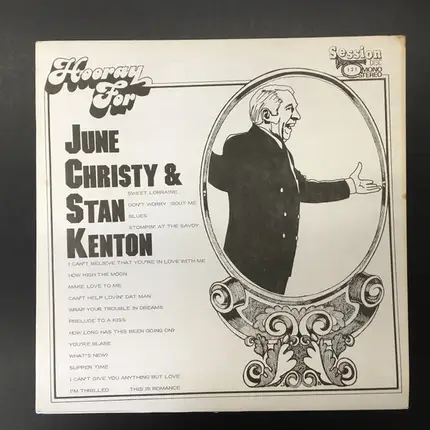 Hooray
For
Session
DISC
121
MONO
STEREO
JUNE
CHRISTY &
STAN
KENTON
SWEET LORRAINE
DON'T WORRY 'BOUT ME
BLUES
STOMPIN' AT THE SAVOY
I CAN'T BELIEVE THAT YOU'RE IN LOVE WITH ME
HOW HIGH THE MOON
MAKE LOVE TO ME
CAN'T HELP LOVIN' DAT MAN
WRAP YOUR TROUBLE IN DREAMS
PRELUDE TO A KISS
HOW LONG HAS THIS BEEN GOING ON
YOU'RE BLASE
WHAT'S NEW?
SUPPER TIME
I CAN'T GIVE YOU ANYTHING BUT LOVE
I'M THRILLED THIS IS ROMANCE